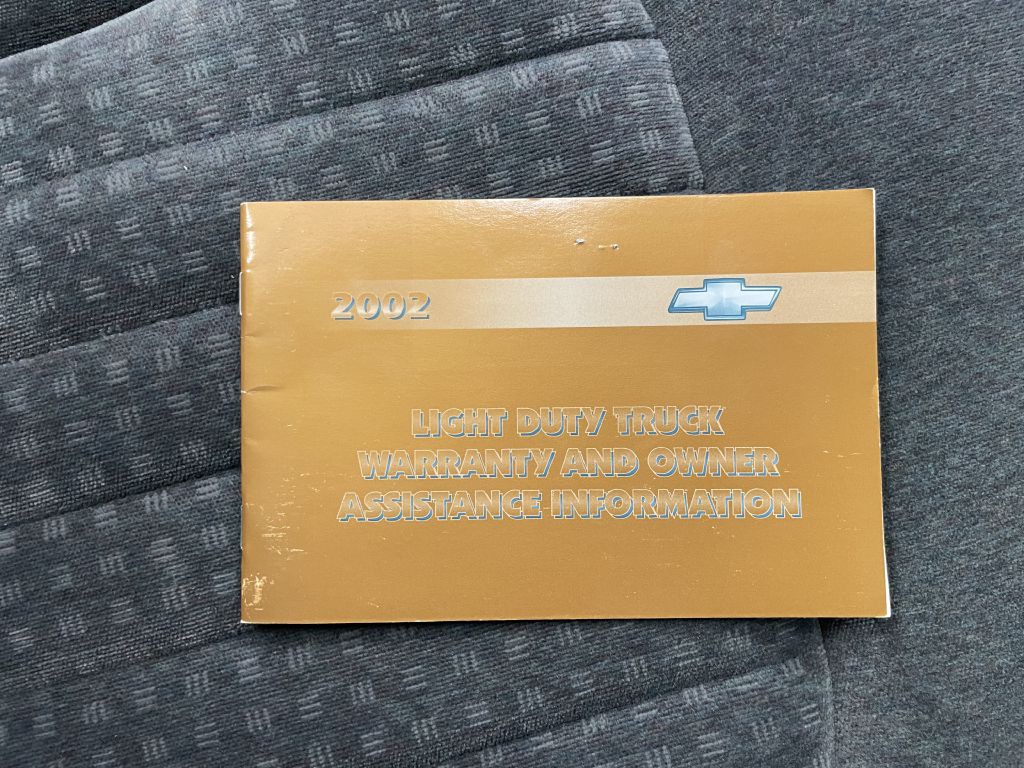 2002
LIGHT DUTY TRUCK
WARRANTY AND OWNER
ASSISTANCE INFORMATION